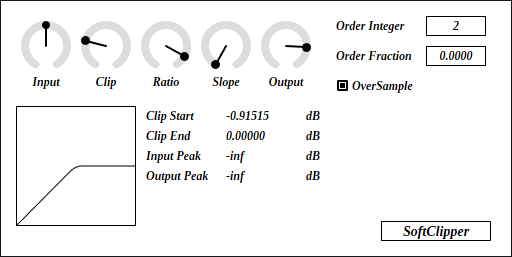 Input Clip Ratio Slope Output
Order Integer 2
Order Fraction 0.0000
OverSample
Clip Start -0.91515 dB
Clip End 0.00000 dB
Input Peak -inf dB
Output Peak -inf dB
SoftClipper